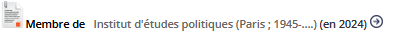 Membre de Institut d'études politiques (Paris ; 1945-....) (en 2024)